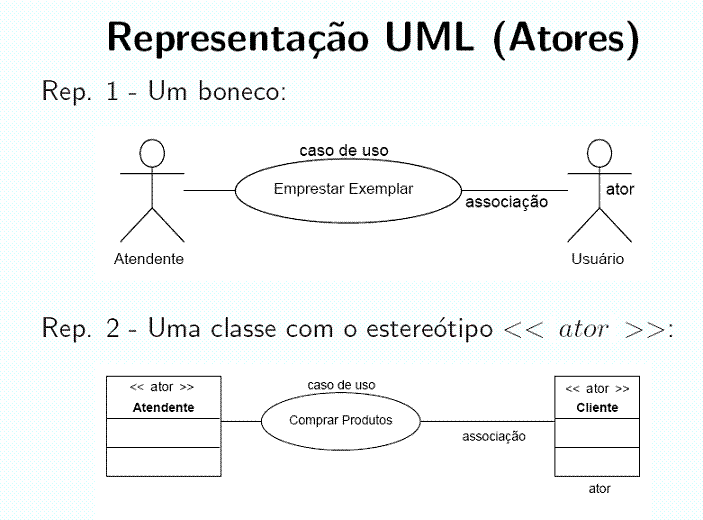 Representação UML (Atores)
Rep. 1 - Um boneco:
caso de uso
Emprestar Exemplar
associação
ator
Atendente
Usuário
Rep. 2 - Uma classe com o estereótipo << ator >>:
<< ator >>
Atendente
caso de uso
Comprar Produtos
associação
<< ator >>
Cliente
ator